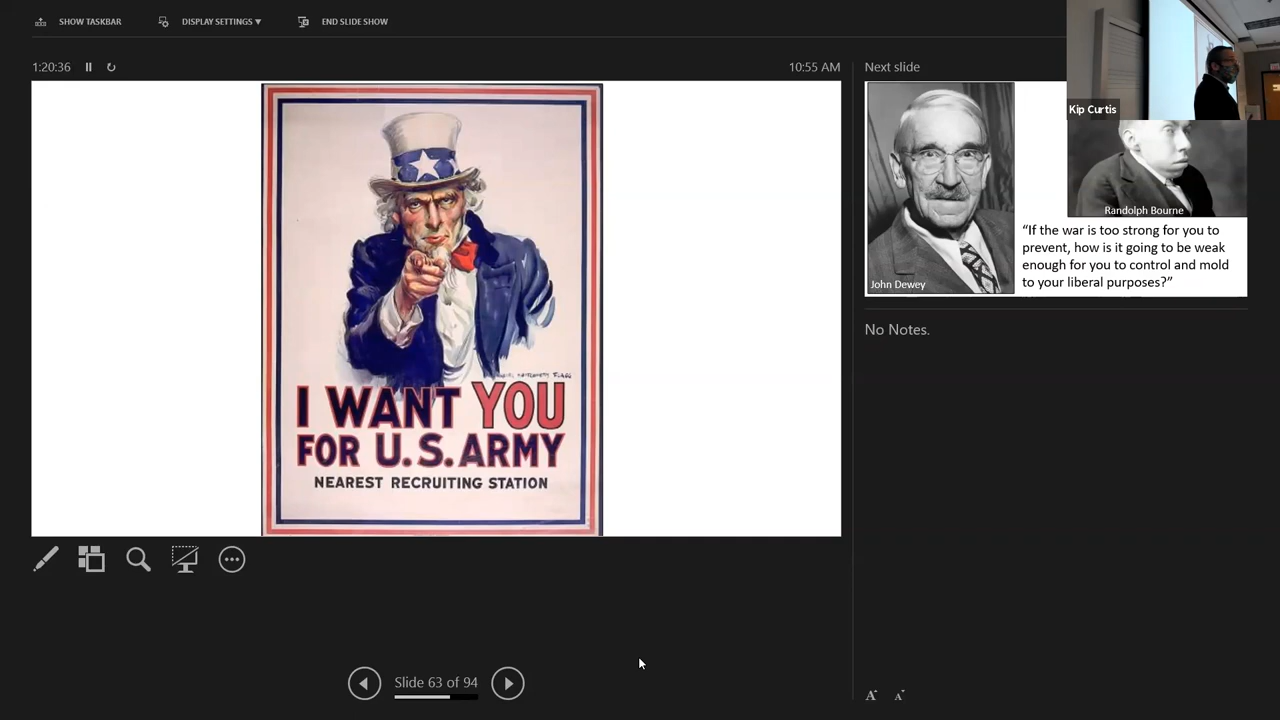 SHOW TASKBAR
DISPLAY SETTINGS ▼
END SLIDE SHOW
1:20:36
10:55 AM
I WANT YOU
FOR U.S. ARMY
NEAREST RECRUITING STATION
Slide 63 of 94
Next slide
Kip Curtis
John Dewey
Randolph Bourne
“If the war is too strong for you to
prevent, how is it going to be weak
enough for you to control and mold
to your liberal purposes?”
No Notes.
A A